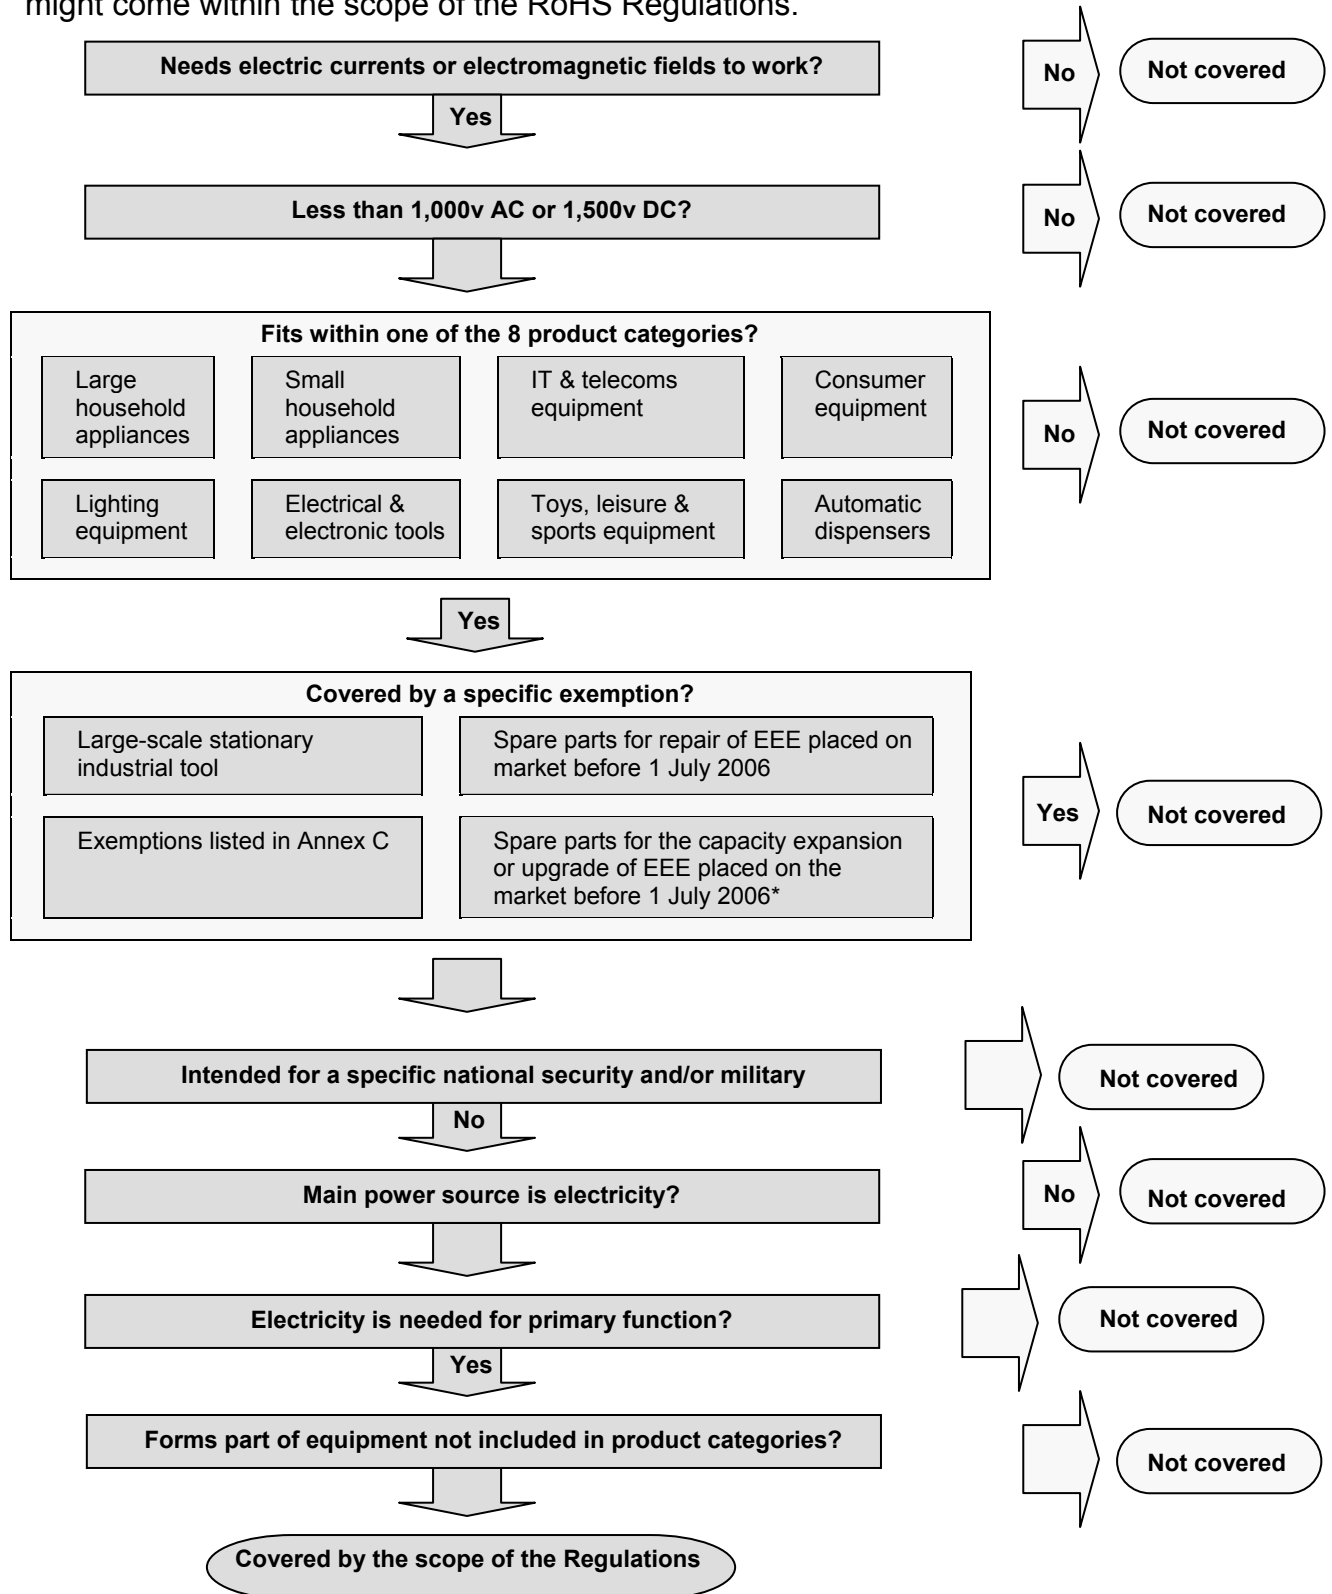 might come within the scope of the RoHS Regulations.
Needs electric currents or electromagnetic fields to work?
No
Not covered
Yes
Less than 1,000v AC or 1,500v DC?
No
Not covered
Fits within one of the 8 product categories?
Large
household
appliances
Small
household
appliances
IT & telecoms
equipment
Consumer
equipment
No
Not covered
Lighting
equipment
Electrical &
electronic tools
Toys, leisure &
sports equipment
Automatic
dispensers
Yes
Covered by a specific exemption?
Large-scale stationary
industrial tool
Spare parts for repair of EEE placed on
market before 1 July 2006
Yes
Not covered
Exemptions listed in Annex C
Spare parts for the capacity expansion
or upgrade of EEE placed on the
market before 1 July 2006*
Intended for a specific national security and/or military
Not covered
No
Main power source is electricity?
No
Not covered
Electricity is needed for primary function?
Not covered
Yes
Forms part of equipment not included in product categories?
Not covered
Covered by the scope of the Regulations